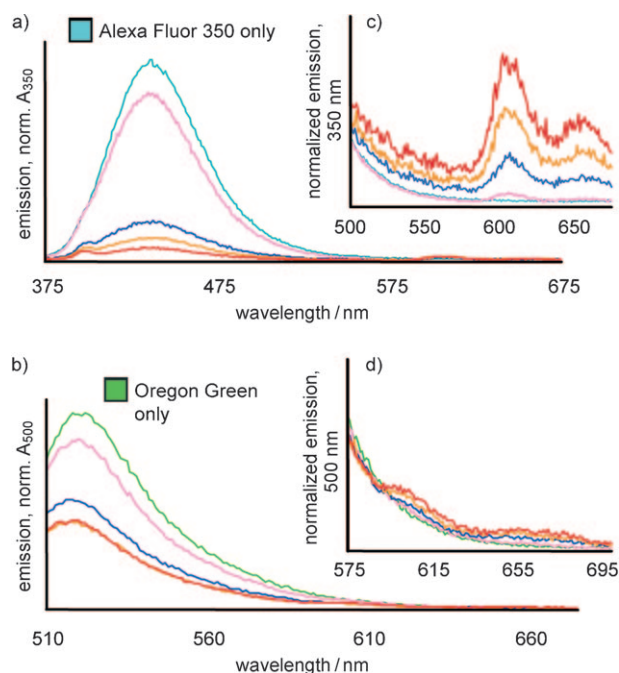 a)
Alexa Fluor 350 only
emission, norm. A350
375 475 575 675
wavelength / nm
c)
normalized emission,
350 nm
500 550 600 650
b)
Oregon Green
only
emission, norm. A500
510 560 610 660
wavelength / nm
d)
normalized emission,
500 nm
575 615 655 695